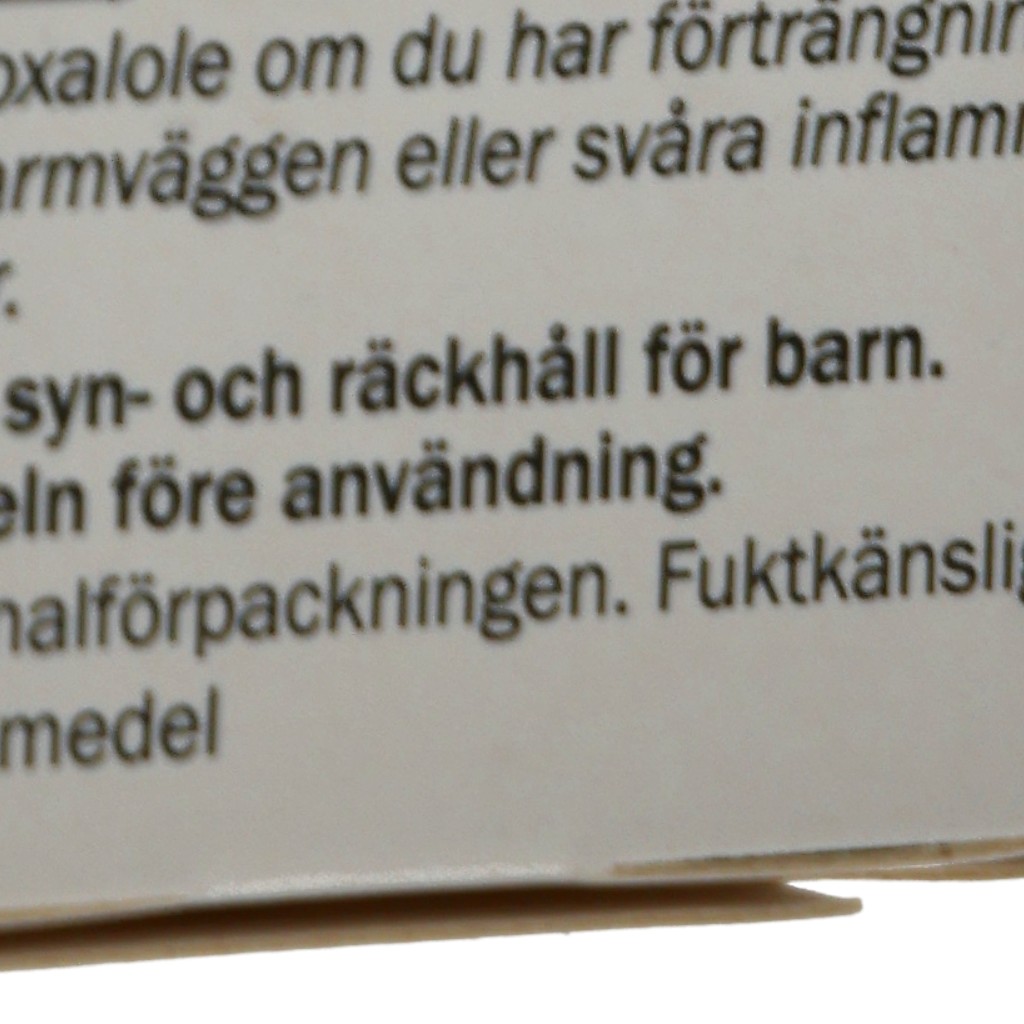 oxalole om du har förträngnin
armväggen eller svåra inflamm
r.
syn- och räckhåll för barn.
eln före användning.
nalförpackningen. Fuktkänslig
medel